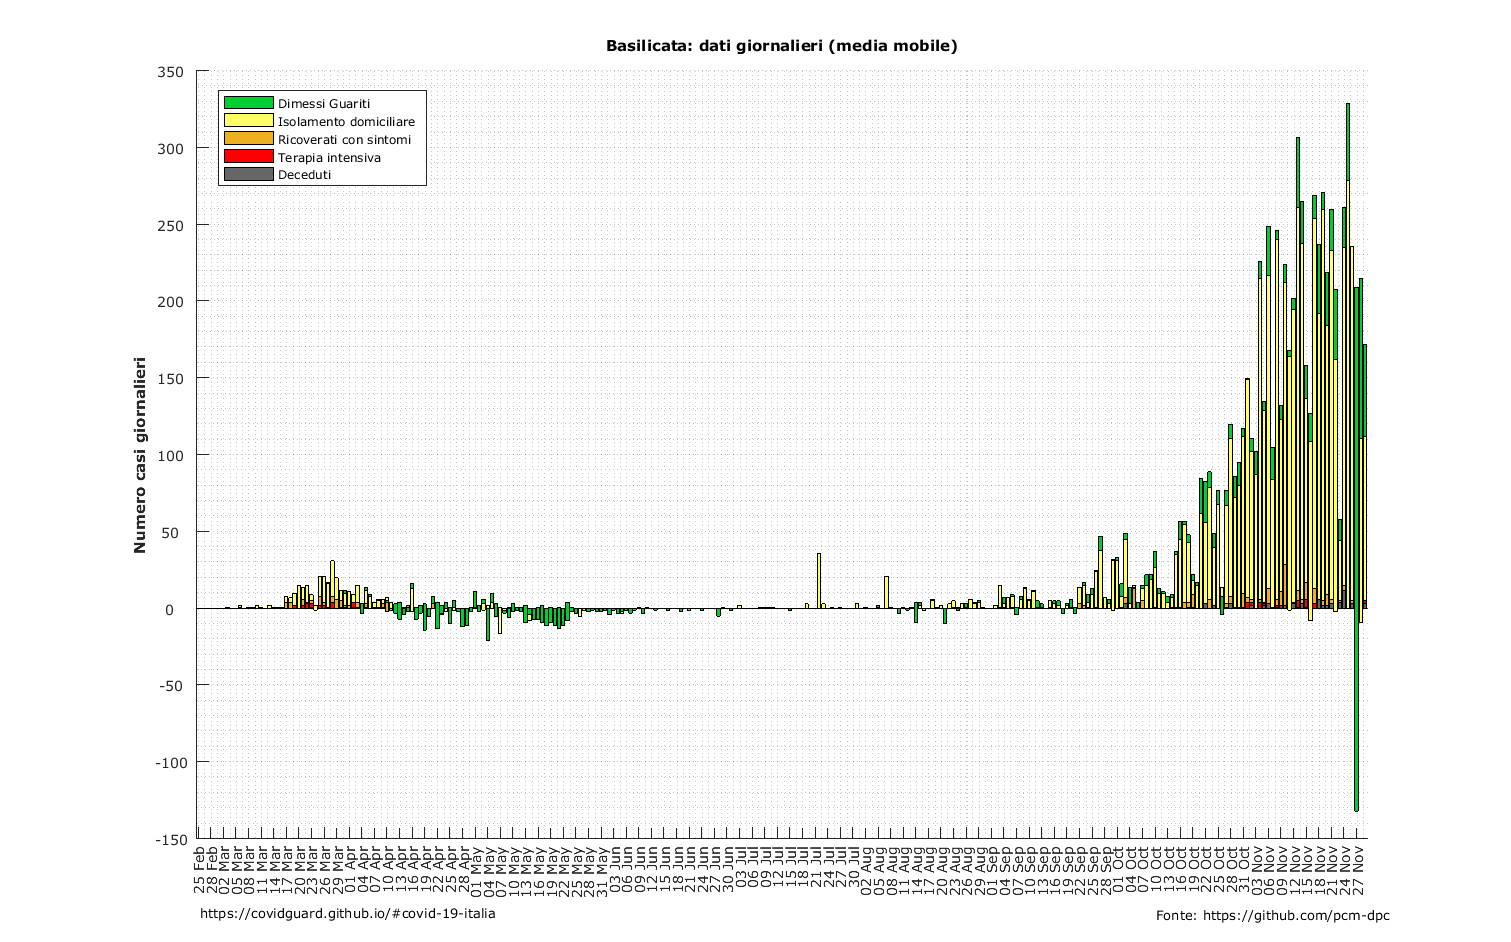 Basilicata: dati giornalieri (media mobile)
Dimessi Guariti
Isolamento domiciliare
Ricoverati con sintomi
Terapia intensiva
Deceduti
Numero casi giornalieri
350
300
250
200
150
100
50
0
-50
-100
-150
25 Feb
28 Feb
02 Mar
05 Mar
08 Mar
11 Mar
14 Mar
17 Mar
20 Mar
23 Mar
26 Mar
29 Mar
01 Apr
04 Apr
07 Apr
10 Apr
13 Apr
16 Apr
19 Apr
22 Apr
25 Apr
28 Apr
01 May
04 May
07 May
10 May
13 May
16 May
19 May
22 May
25 May
28 May
31 May
03 Jun
06 Jun
09 Jun
12 Jun
15 Jun
18 Jun
21 Jun
24 Jun
27 Jun
30 Jun
03 Jul
06 Jul
09 Jul
12 Jul
15 Jul
18 Jul
21 Jul
24 Jul
27 Jul
30 Jul
02 Aug
05 Aug
08 Aug
11 Aug
14 Aug
17 Aug
20 Aug
23 Aug
26 Aug
29 Aug
01 Sep
04 Sep
07 Sep
10 Sep
13 Sep
16 Sep
19 Sep
22 Sep
25 Sep
28 Sep
01 Oct
04 Oct
07 Oct
10 Oct
13 Oct
16 Oct
19 Oct
22 Oct
25 Oct
28 Oct
31 Oct
03 Nov
06 Nov
09 Nov
12 Nov
15 Nov
18 Nov
21 Nov
24 Nov
27 Nov
https://covidguard.github.io/#covid-19-italia
Fonte: https://github.com/pcm-dpc